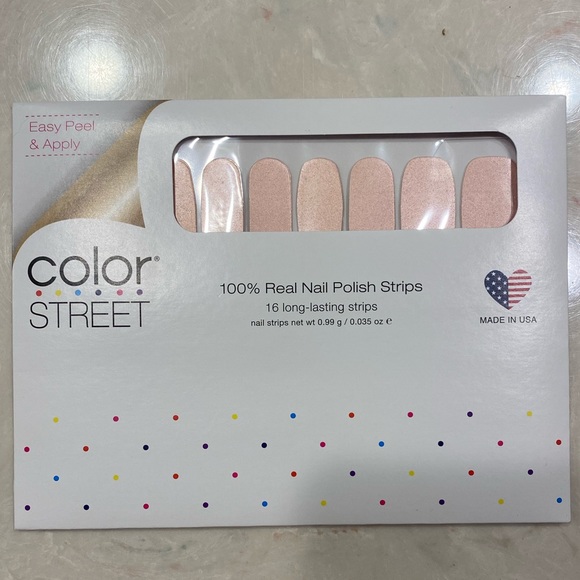 Easy Peel
& Apply
color®
STREET
100% Real Nail Polish Strips
16 long-lasting strips
nail strips net wt 0.99 g / 0.035 oz ℮
MADE IN USA